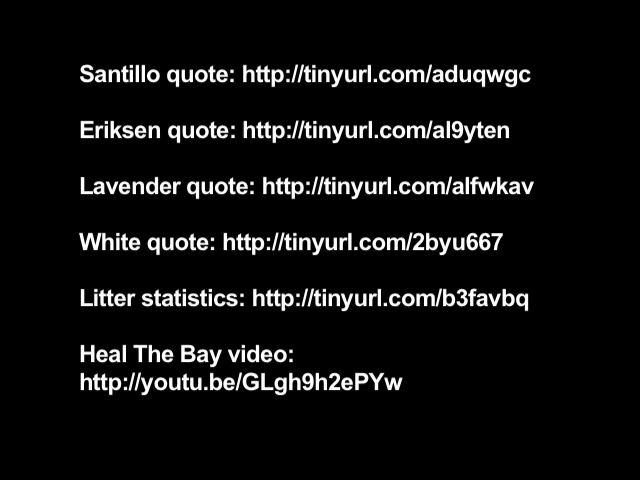 Santillo quote: http://tinyurl.com/aduqwgc
Eriksen quote: http://tinyurl.com/al9yten
Lavender quote: http://tinyurl.com/alfwkav
White quote: http://tinyurl.com/2byu667
Litter statistics: http://tinyurl.com/b3favbq
Heal The Bay video:
http://youtu.be/GLgh9h2ePYw